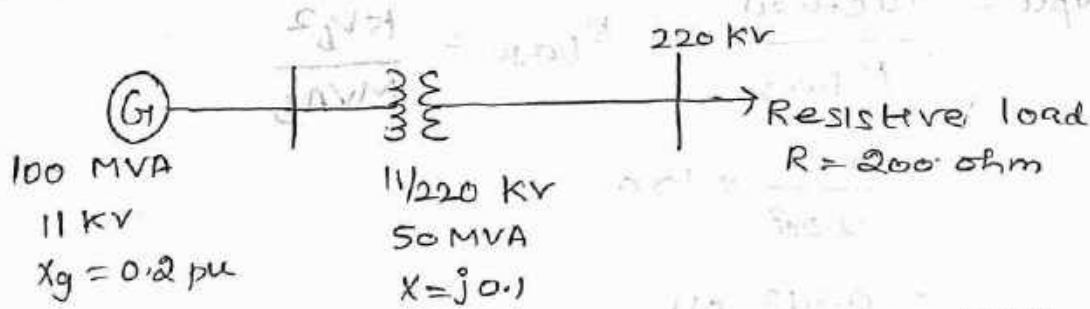 220 KV
G
Resistive load
R = 200 ohm
100 MVA
11 KV
Xg = 0.2 pu
11/220 KV
50 MVA
X = j0.1